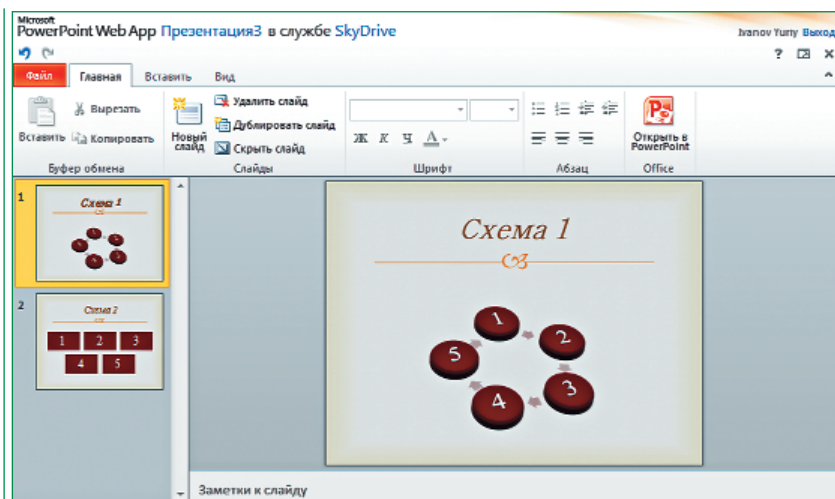 Microsoft
PowerPoint Web App Презентация3 в службе SkyDrive
Ivanov Yuriy Выход
?
Файл Главная Вставить Вид
Вставить
Вырезать
Копировать
Буфер обмена
Новый слайд
Удалить слайд
Дублировать слайд
Скрыть слайд
Слайды
Ж К Ч А
Шрифт
Абзац
Открыть в
PowerPoint
Office
1
Схема 1
2
Схема 2
1 2 3
4 5
Схема 1
1
2
3
4
5
Заметки к слайду